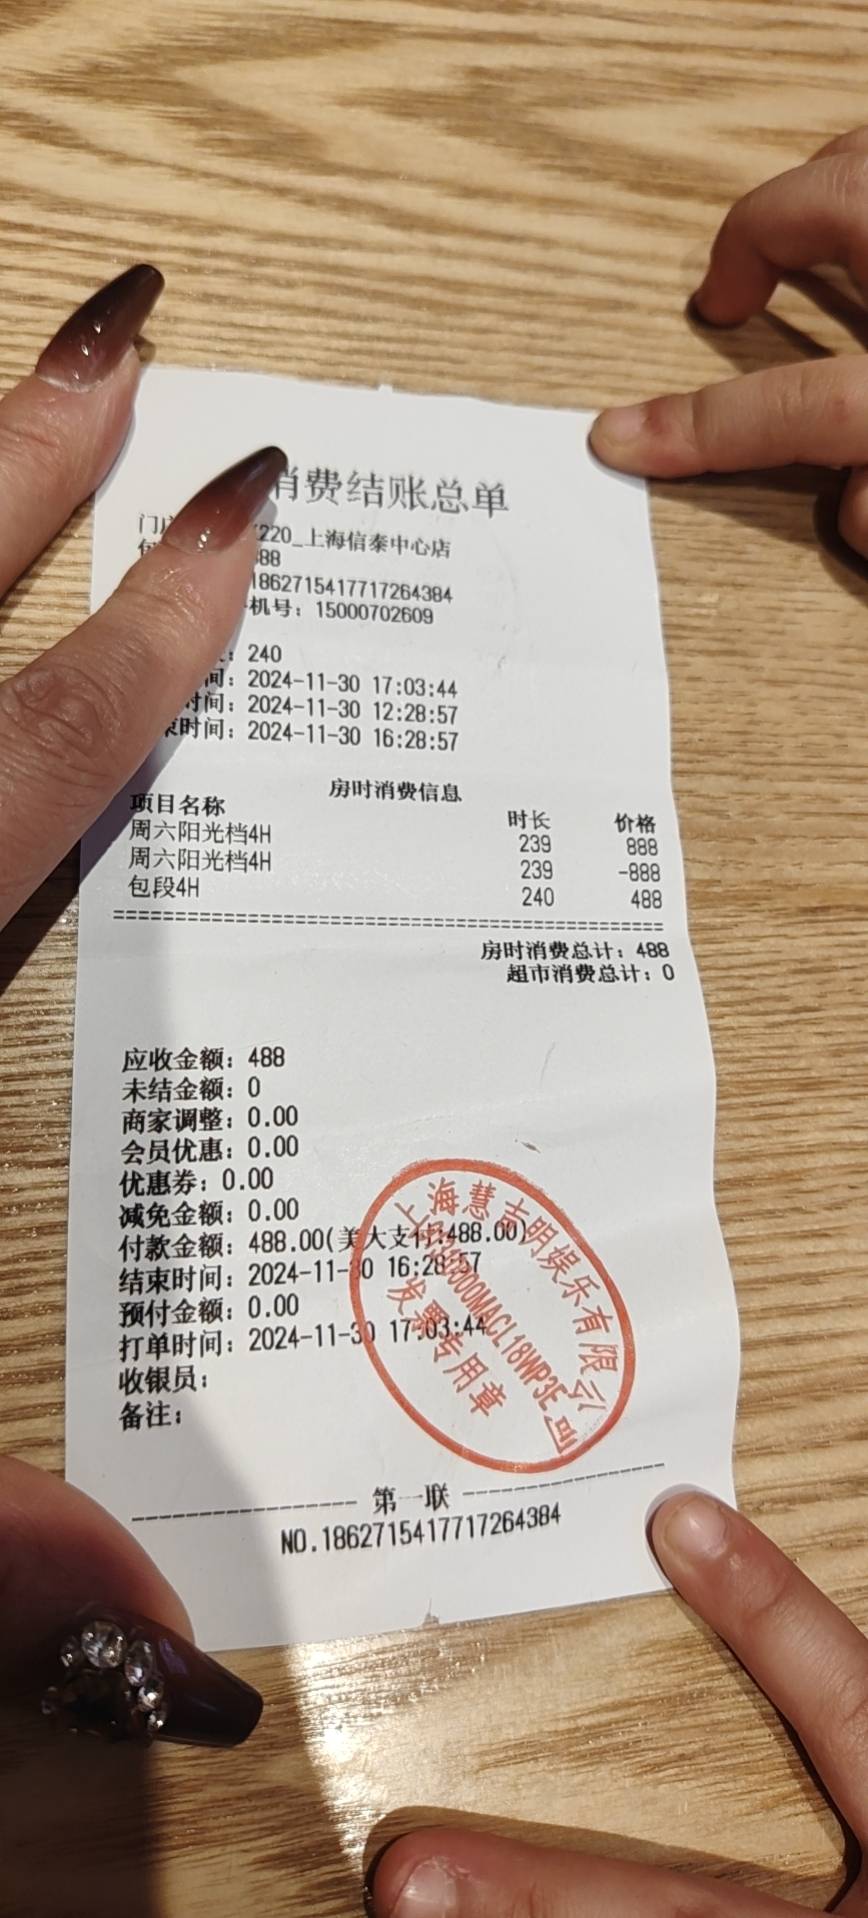 消费结账总单
K220_上海信泰中心店
888
1862715417717264384
机号：15000702609
：240
间：2024-11-30 17:03:44
时间：2024-11-30 12:28:57
束时间：2024-11-30 16:28:57
房时消费信息
项目名称 时长 价格
周六阳光档4H 239 888
周六阳光档4H 239 -888
包段4H 240 488
房时消费总计：488
超市消费总计：0
应收金额：488
未结金额：0
商家调整：0.00
会员优惠：0.00
优惠券：0.00
减免金额：0.00
付款金额：488.00(美大支付:488.00)
结束时间：2024-11-30 16:28:57
预付金额：0.00
打单时间：2024-11-30 17:03:44
收银员：
备注：
上海慧吉明娱乐有限公司
发票专用章
第一联
NO.1862715417717264384